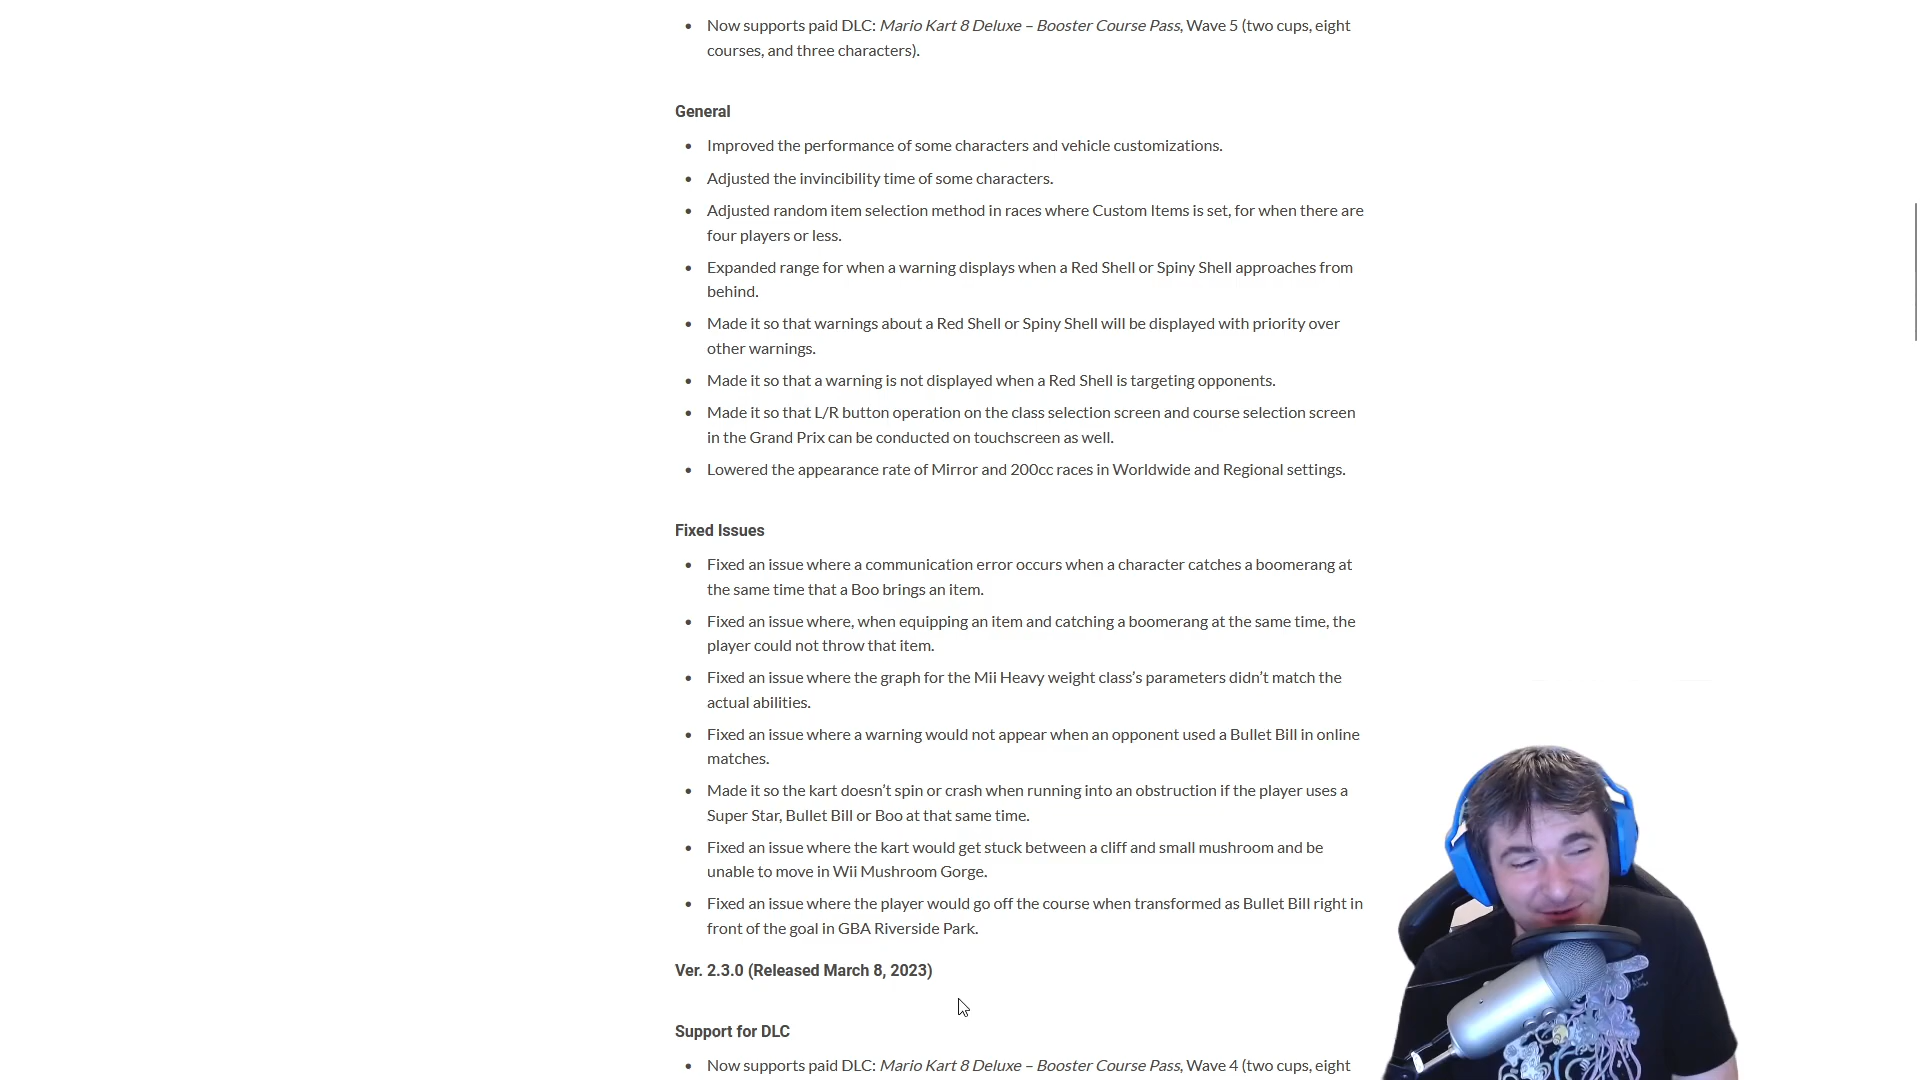 Now supports paid DLC: Mario Kart 8 Deluxe – Booster Course Pass, Wave 5 (two cups, eight
courses, and three characters).
General
Improved the performance of some characters and vehicle customizations.
Adjusted the invincibility time of some characters.
Adjusted random item selection method in races where Custom Items is set, for when there are
four players or less.
Expanded range for when a warning displays when a Red Shell or Spiny Shell approaches from
behind.
Made it so that warnings about a Red Shell or Spiny Shell will be displayed with priority over
other warnings.
Made it so that a warning is not displayed when a Red Shell is targeting opponents.
Made it so that L/R button operation on the class selection screen and course selection screen
in the Grand Prix can be conducted on touchscreen as well.
Lowered the appearance rate of Mirror and 200cc races in Worldwide and Regional settings.
Fixed Issues
Fixed an issue where a communication error occurs when a character catches a boomerang at
the same time that a Boo brings an item.
Fixed an issue where, when equipping an item and catching a boomerang at the same time, the
player could not throw that item.
Fixed an issue where the graph for the Mii Heavy weight class’s parameters didn’t match the
actual abilities.
Fixed an issue where a warning would not appear when an opponent used a Bullet Bill in online
matches.
Made it so the kart doesn’t spin or crash when running into an obstruction if the player uses a
Super Star, Bullet Bill or Boo at that same time.
Fixed an issue where the kart would get stuck between a cliff and small mushroom and be
unable to move in Wii Mushroom Gorge.
Fixed an issue where the player would go off the course when transformed as Bullet Bill right in
front of the goal in GBA Riverside Park.
Ver. 2.3.0 (Released March 8, 2023)
Support for DLC
Now supports paid DLC: Mario Kart 8 Deluxe – Booster Course Pass, Wave 4 (two cups, eight